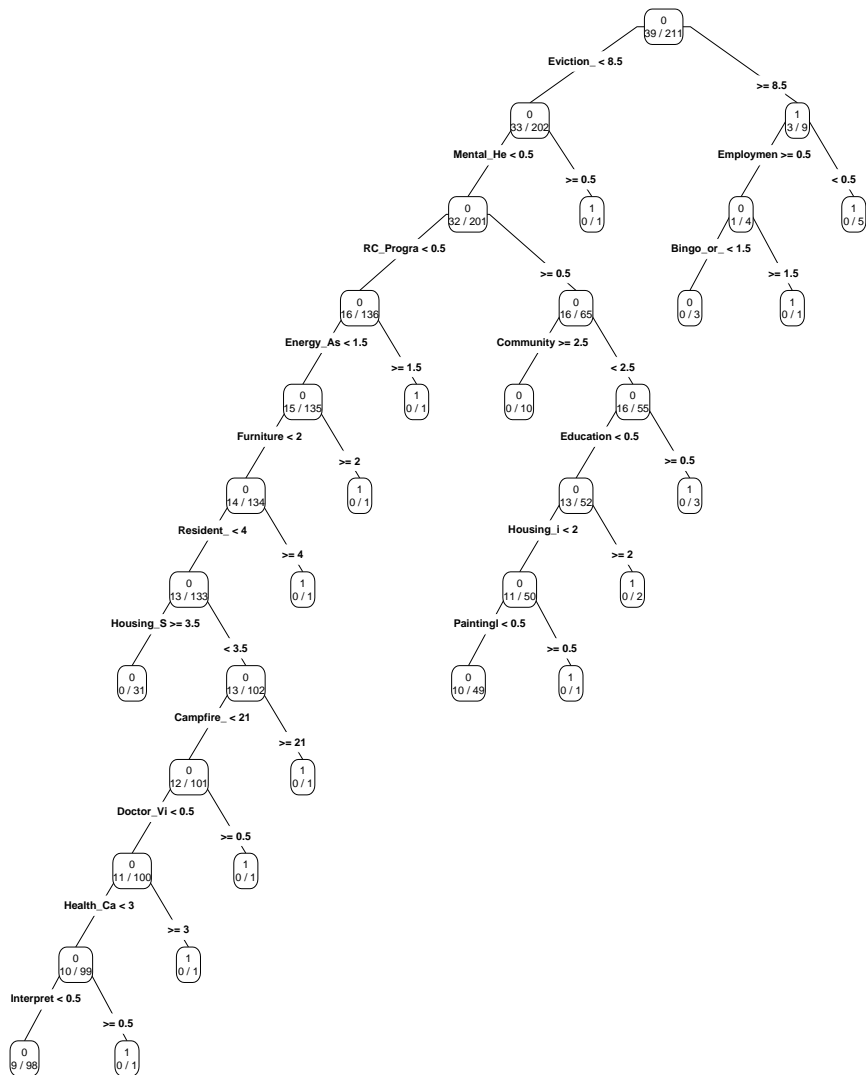 0
39 / 211
Eviction_ < 8.5
>= 8.5
0
33 / 202
1
3 / 9
Mental_He < 0.5
>= 0.5
Employmen >= 0.5
< 0.5
0
32 / 201
1
0 / 1
0
1 / 4
1
0 / 5
RC_Progra < 0.5
>= 0.5
Bingo_or_ < 1.5
>= 1.5
0
16 / 136
0
16 / 65
0
0 / 3
1
0 / 1
Energy_As < 1.5
>= 1.5
Community >= 2.5
< 2.5
0
15 / 135
1
0 / 1
0
0 / 10
0
16 / 55
Furniture < 2
>= 2
Education < 0.5
>= 0.5
0
14 / 134
1
0 / 1
0
13 / 52
1
0 / 3
Resident_ < 4
>= 4
Housing_i < 2
>= 2
0
13 / 133
1
0 / 1
0
11 / 50
1
0 / 2
Housing_S >= 3.5
< 3.5
PaintingI < 0.5
>= 0.5
0
0 / 31
0
13 / 102
0
10 / 49
1
0 / 1
Campfire_ < 21
>= 21
0
12 / 101
1
0 / 1
Doctor_Vi < 0.5
>= 0.5
0
11 / 100
1
0 / 1
Health_Ca < 3
>= 3
0
10 / 99
1
0 / 1
Interpret < 0.5
>= 0.5
0
9 / 98
1
0 / 1